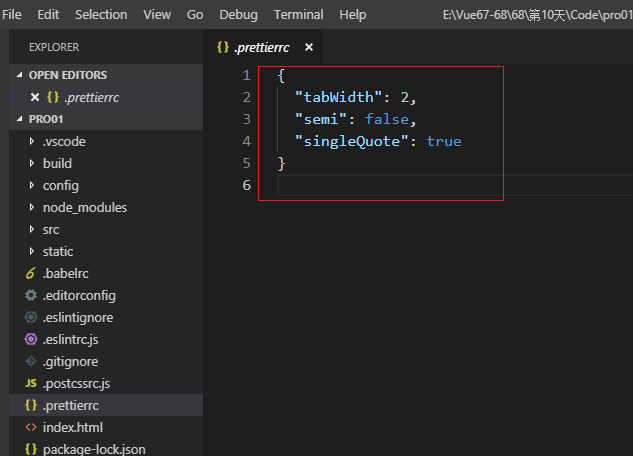 File Edit Selection View Go Debug Terminal Help E:\Vue67-68\68\第10天\Code\pro01
EXPLORER
OPEN EDITORS
.prettierrc
PRO01
.vscode
build
config
node_modules
src
static
.babelrc
.editorconfig
.eslintignore
.eslintrc.js
.gitignore
JS .postcssrc.js
{} .prettierrc
<> index.html
{} package-lock.json
{} .prettierrc ×
1 {
2 "tabWidth": 2,
3 "semi": false,
4 "singleQuote": true
5 }
6